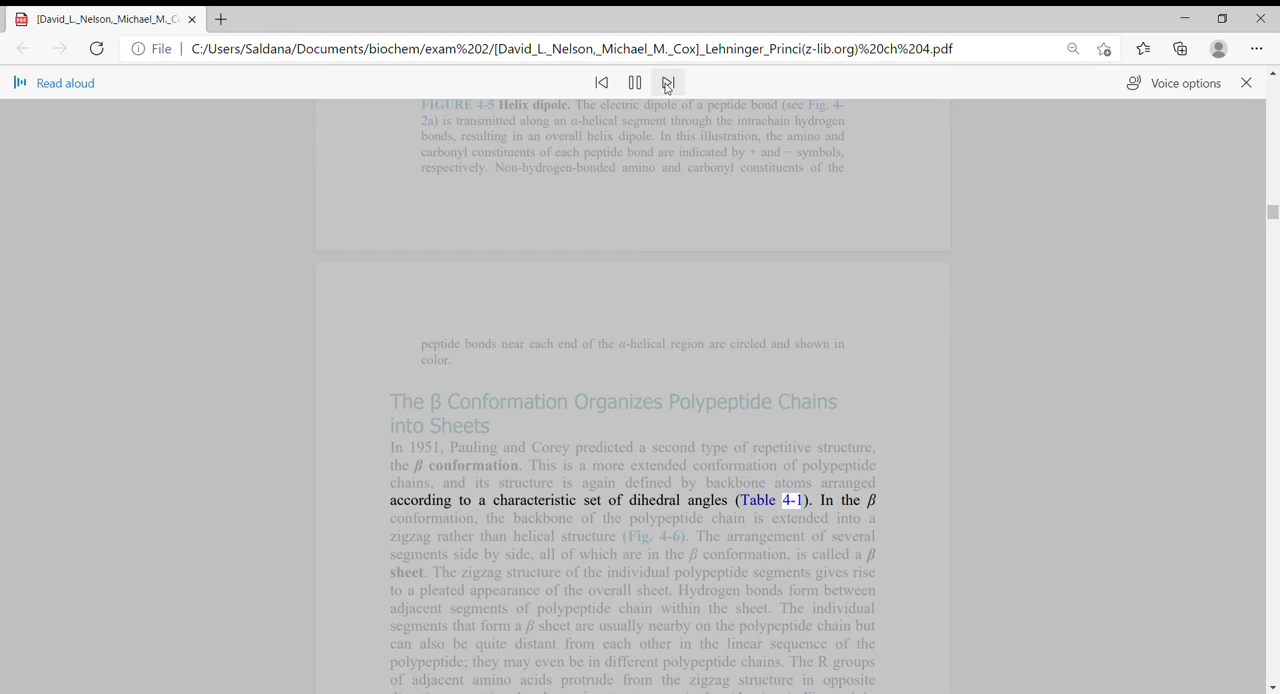 [David_L._Nelson,_Michael_M._C
File
C:/Users/Saldana/Documents/biochem/exam%202/[David_L._Nelson,_Michael_M._Cox]_Lehninger_Princi(z-lib.org)%20ch%204.pdf
Read aloud
Voice options
FIGURE 4-5 Helix dipole. The electric dipole of a peptide bond (see Fig. 4-
2a) is transmitted along an α-helical segment through the intrachain hydrogen
bonds, resulting in an overall helix dipole. In this illustration, the amino and
carbonyl constituents of each peptide bond are indicated by + and − symbols,
respectively. Non-hydrogen-bonded amino and carbonyl constituents of the
peptide bonds near each end of the α-helical region are circled and shown in
color.
The β Conformation Organizes Polypeptide Chains
into Sheets
In 1951, Pauling and Corey predicted a second type of repetitive structure,
the β conformation. This is a more extended conformation of polypeptide
chains, and its structure is again defined by backbone atoms arranged
according to a characteristic set of dihedral angles (Table 4-1). In the β
conformation, the backbone of the polypeptide chain is extended into a
zigzag rather than helical structure (Fig. 4-6). The arrangement of several
segments side by side, all of which are in the β conformation, is called a β
sheet. The zigzag structure of the individual polypeptide segments gives rise
to a pleated appearance of the overall sheet. Hydrogen bonds form between
adjacent segments of polypeptide chain within the sheet. The individual
segments that form a β sheet are usually nearby on the polypeptide chain but
can also be quite distant from each other in the linear sequence of the
polypeptide; they may even be in different polypeptide chains. The R groups
of adjacent amino acids protrude from the zigzag structure in opposite